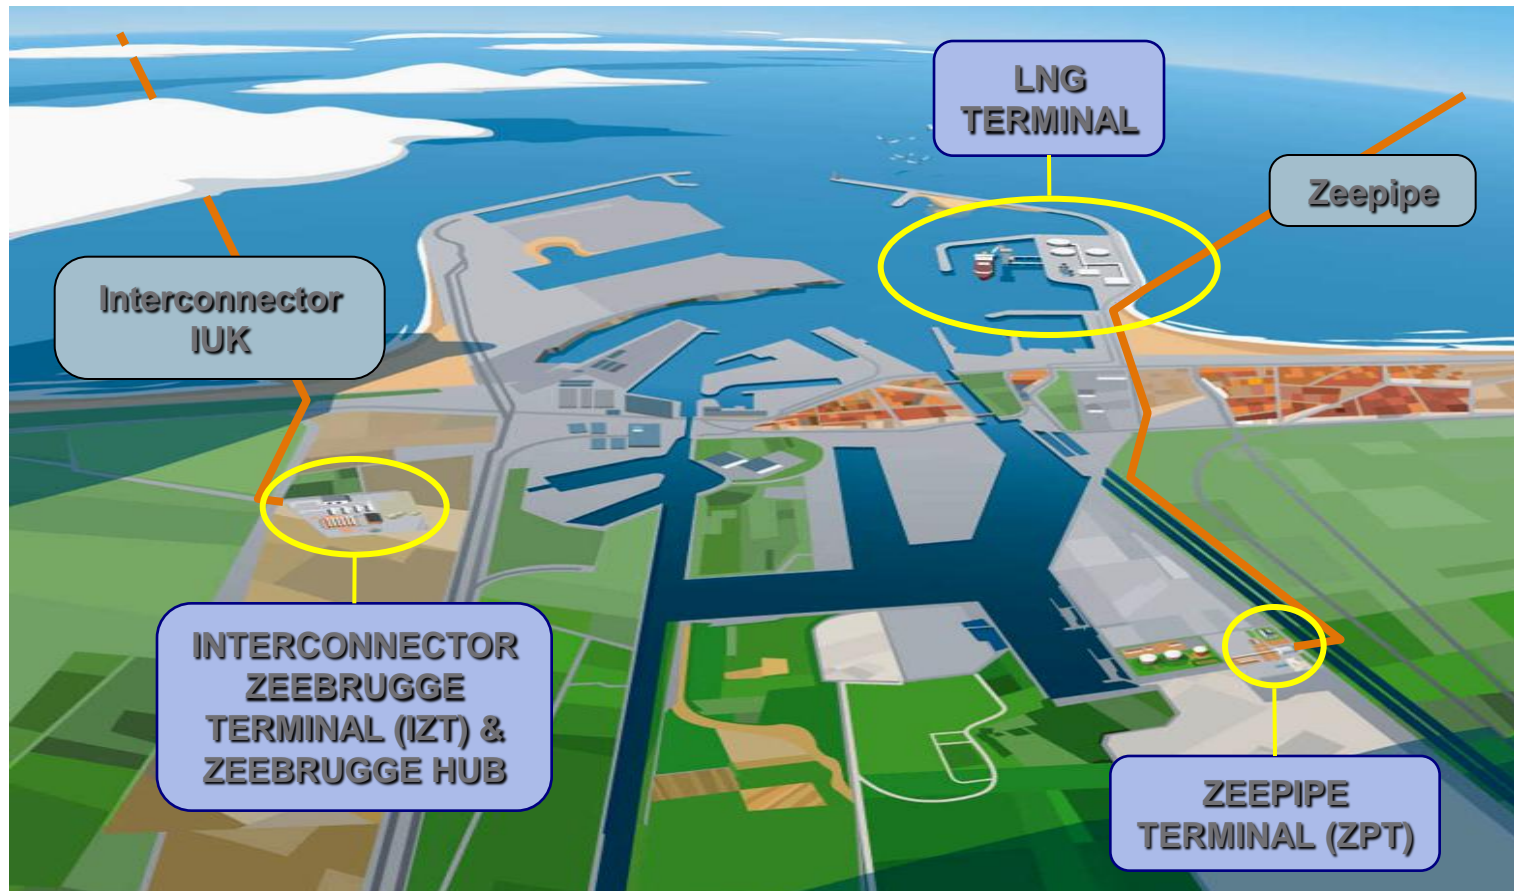 LNG
TERMINAL
Zeepipe
Interconnector
IUK
INTERCONNECTOR
ZEEBRUGGE
TERMINAL (IZT) &
ZEEBRUGGE HUB
ZEEPIPE
TERMINAL (ZPT)